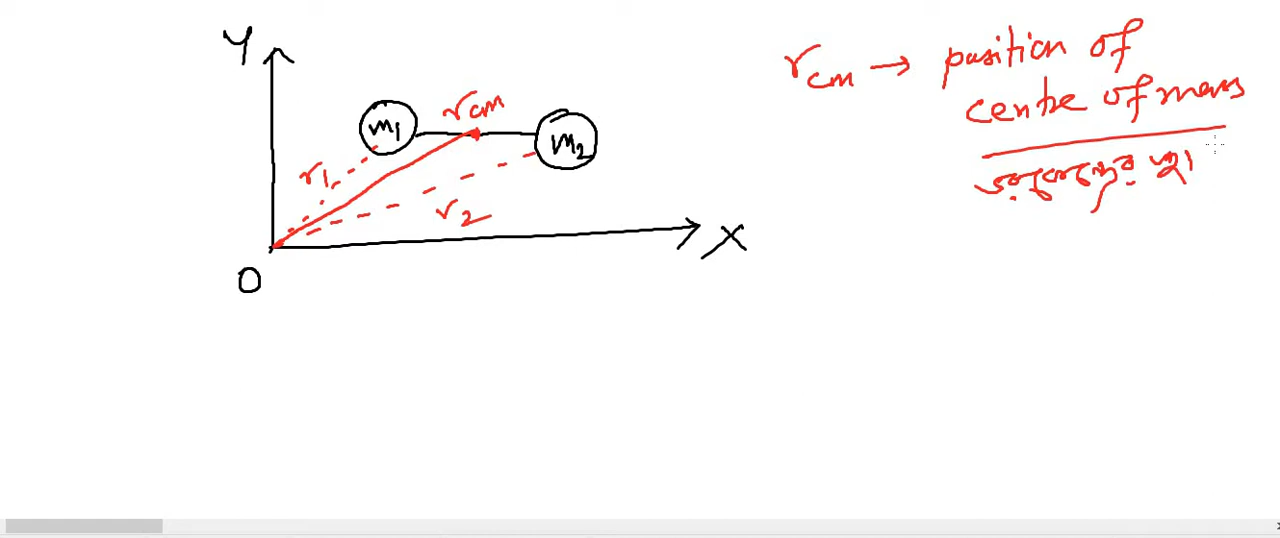 Y
m1
rcm
m2
r1
r2
X
O
rcm → position of
centre of mass